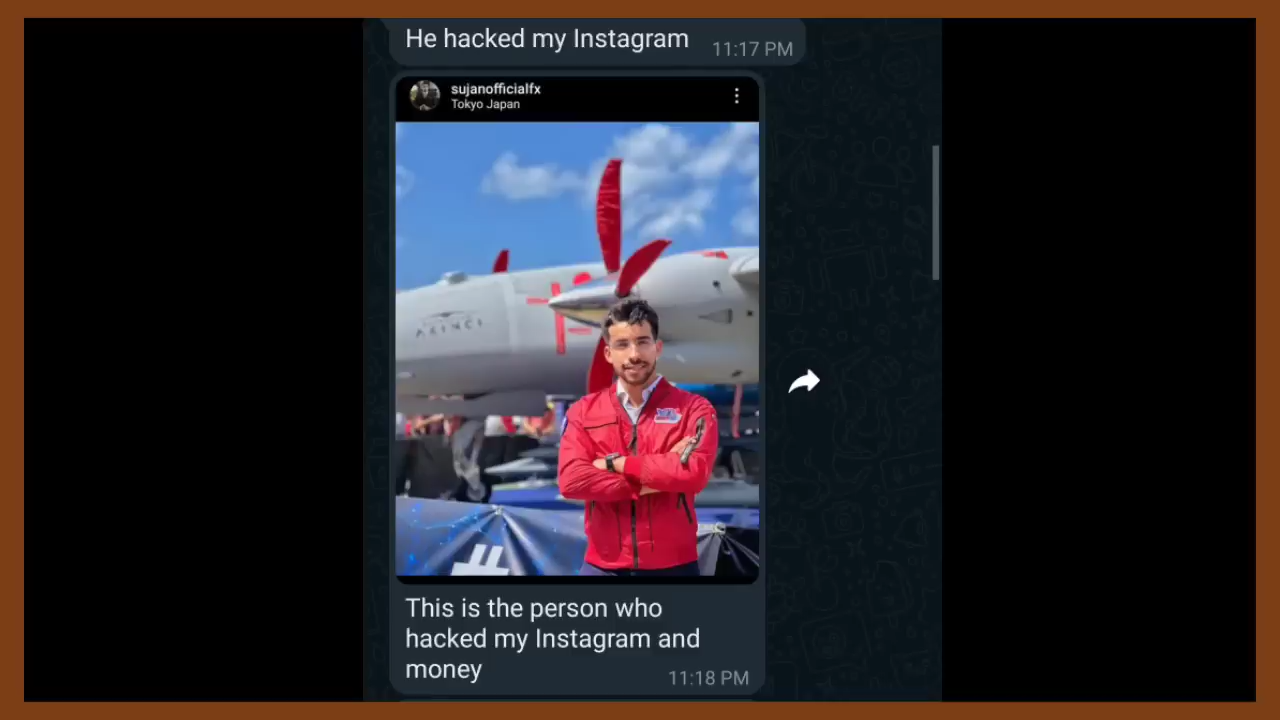 He hacked my Instagram
11:17 PM
sujanofficialfx
Tokyo Japan
AKINCI
This is the person who
hacked my Instagram and
money
11:18 PM